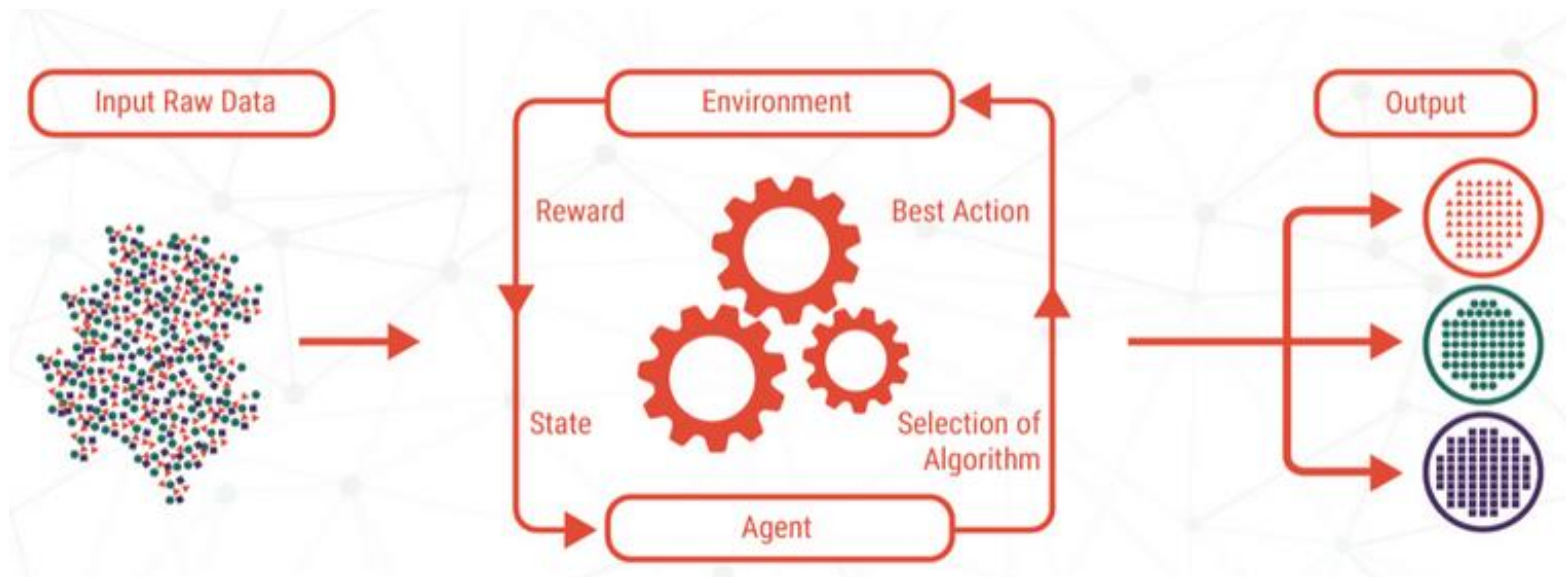 Input Raw Data
Environment
Output
Reward
Best Action
State
Selection of
Algorithm
Agent